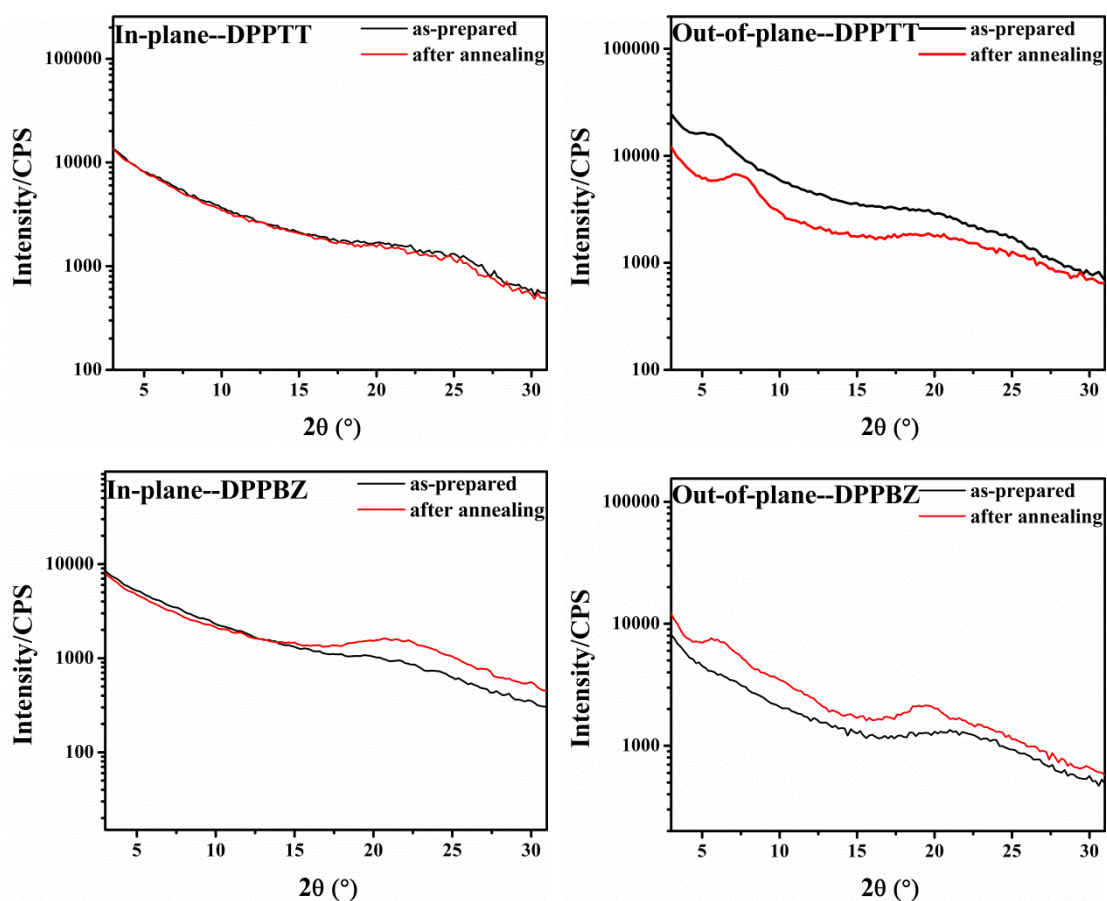 In-plane--DPPTT
as-prepared
after annealing
100000
10000
1000
100
Intensity/CPS
5 10 15 20 25 30
2θ (°)
Out-of-plane--DPPTT
as-prepared
after annealing
100000
10000
1000
100
Intensity/CPS
5 10 15 20 25 30
2θ (°)
In-plane--DPPBZ
as-prepared
after annealing
10000
1000
100
Intensity/CPS
5 10 15 20 25 30
2θ (°)
Out-of-plane--DPPBZ
as-prepared
after annealing
100000
10000
1000
Intensity/CPS
5 10 15 20 25 30
2θ (°)